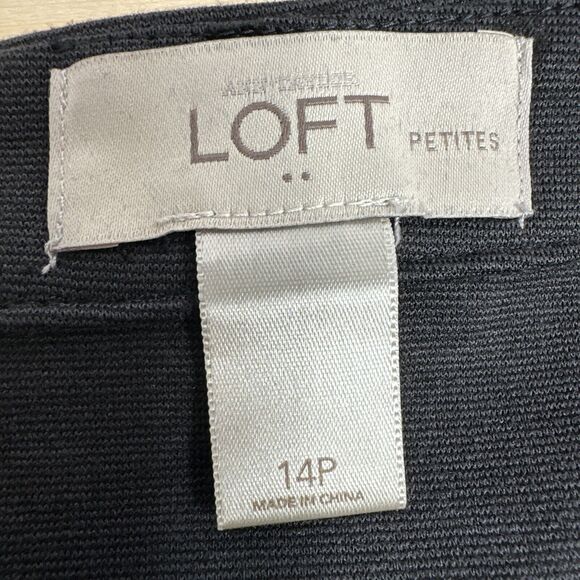 LOFT
PETITES
14P
MADE IN CHINA